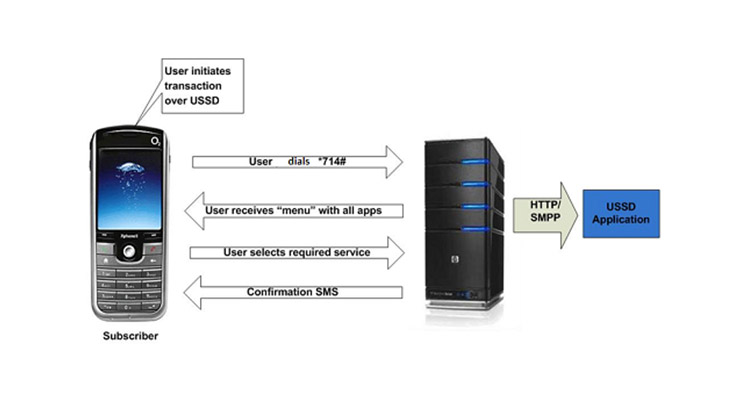 User initiates
transaction
over USSD
O2
User dials *714#
User receives “menu” with all apps
User selects required service
Confirmation SMS
HTTP/
SMPP
USSD
Application
Subscriber